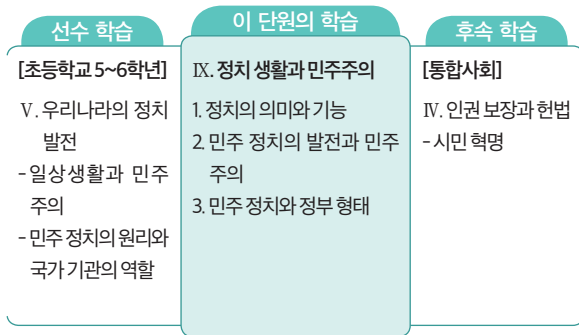 선수 학습
[초등학교 5~6학년]
Ⅴ. 우리나라의 정치
발전
- 일상생활과 민주
주의
- 민주 정치의 원리와
국가 기관의 역할
이 단원의 학습
Ⅸ. 정치 생활과 민주주의
1. 정치의 의미와 기능
2. 민주 정치의 발전과 민주
주의
3. 민주 정치와 정부 형태
후속 학습
[통합사회]
Ⅳ. 인권 보장과 헌법
- 시민 혁명